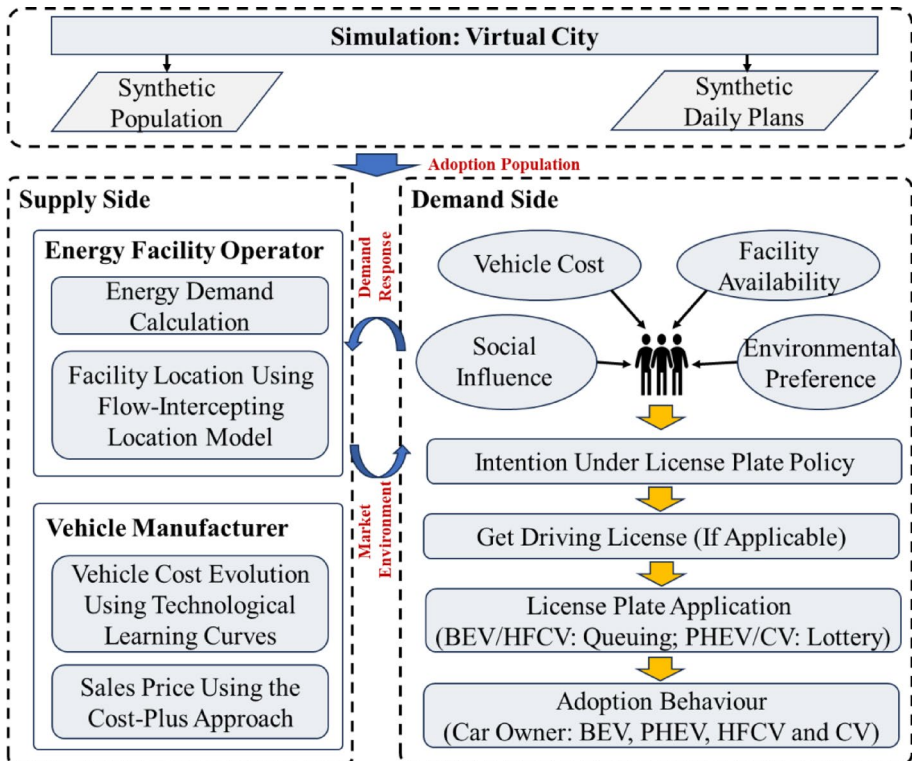 Simulation: Virtual City
Synthetic
Population
Synthetic
Daily Plans
Adoption Population
Supply Side
Energy Facility Operator
Energy Demand
Calculation
Facility Location Using
Flow-Intercepting
Location Model
Vehicle Manufacturer
Vehicle Cost Evolution
Using Technological
Learning Curves
Sales Price Using the
Cost-Plus Approach
Demand
Response
Market
Environment
Demand Side
Vehicle Cost
Facility
Availability
Social
Influence
Environmental
Preference
Intention Under License Plate Policy
Get Driving License (If Applicable)
License Plate Application
(BEV/HFCV: Queuing; PHEV/CV: Lottery)
Adoption Behaviour
(Car Owner: BEV, PHEV, HFCV and CV)